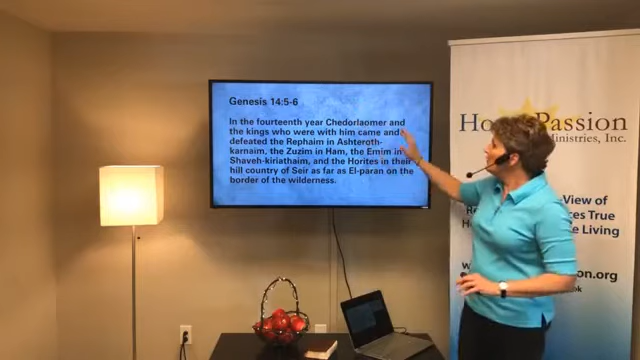 Genesis 14:5-6
In the fourteenth year Chedorlaomer and
the kings who were with him came and
defeated the Rephaim in Ashteroth-
karnaim, the Zuzim in Ham, the Emim in
Shaveh-kiriathaim, and the Horites in their
hill country of Seir as far as El-paran on the
border of the wilderness.
Passion
Ministries, Inc.
-View of
True
Living
.org